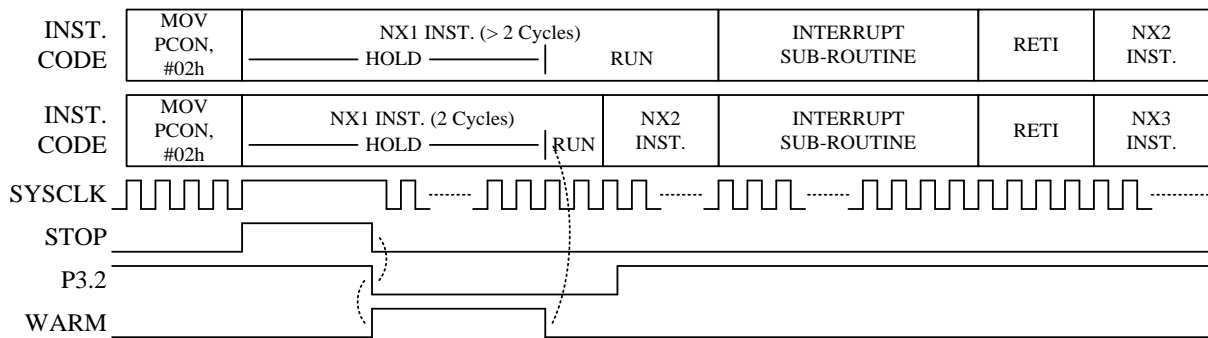 INST.
CODE
MOV
PCON,
#02h
NX1 INST. (> 2 Cycles)
HOLD
RUN
INTERRUPT
SUB-ROUTINE
RETI
NX2
INST.
INST.
CODE
MOV
PCON,
#02h
NX1 INST. (2 Cycles)
HOLD
RUN
NX2
INST.
INTERRUPT
SUB-ROUTINE
RETI
NX3
INST.
SYSCLK
STOP
P3.2
WARM